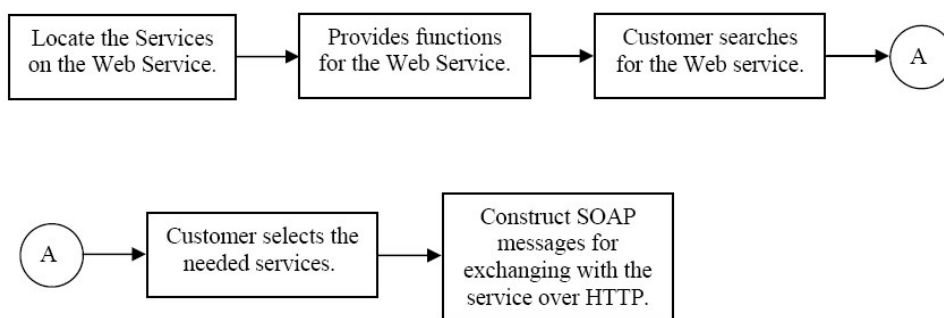 Locate the Services
on the Web Service.
Provides functions
for the Web Service.
Customer searches
for the Web service.
A
A
Customer selects the
needed services.
Construct SOAP
messages for
exchanging with the
service over HTTP.